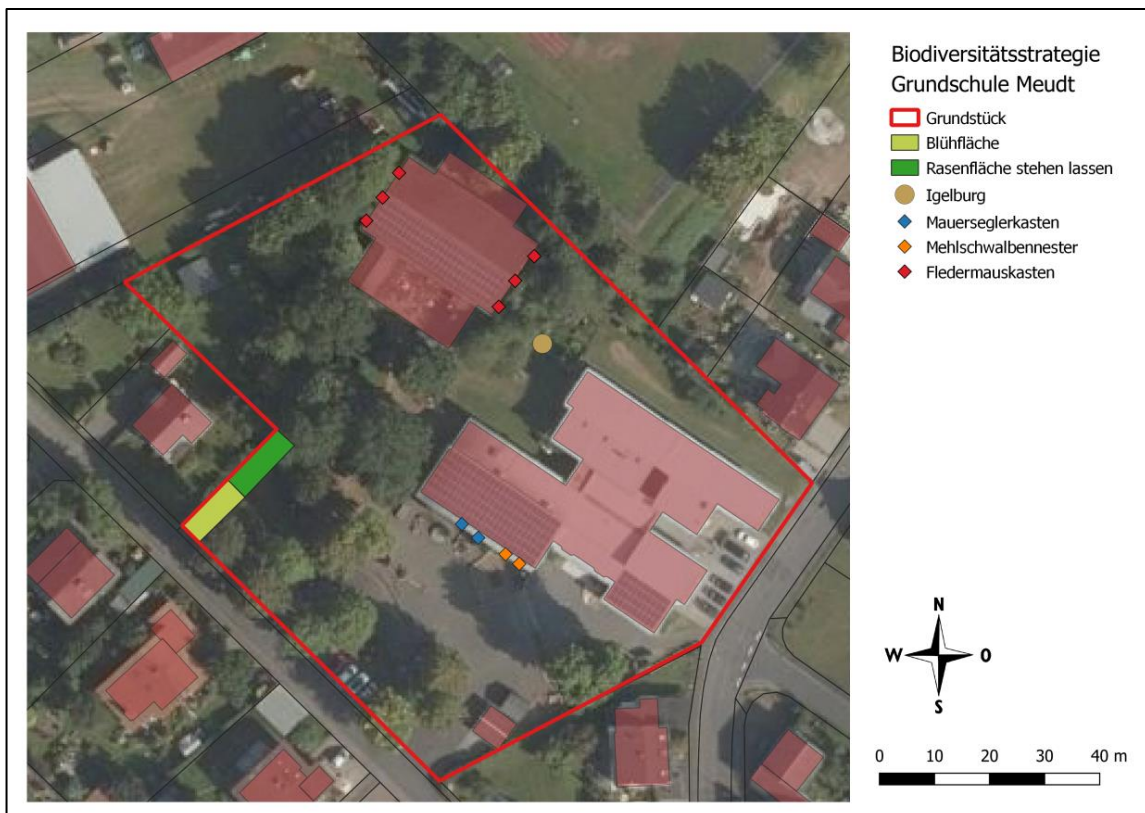 Biodiversitätsstrategie
Grundschule Meudt
Grundstück
Blühfläche
Rasenfläche stehen lassen
Igelburg
Mauerseglerkasten
Mehlschwalbennester
Fledermauskasten
N
W O
S
0 10 20 30 40 m